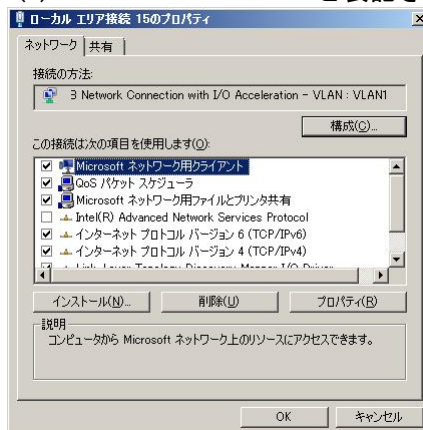 ローカル エリア接続 15のプロパティ
ネットワーク 共有
接続の方法:
3 Network Connection with I/O Acceleration - VLAN : VLAN1
構成(C)...
この接続は次の項目を使用します(O):
Microsoft ネットワーク用クライアント
QoS パケット スケジューラ
Microsoft ネットワーク用ファイルとプリンタ共有
Intel(R) Advanced Network Services Protocol
インターネット プロトコル バージョン 6 (TCP/IPv6)
インターネット プロトコル バージョン 4 (TCP/IPv4)
Link-Layer Topology Discovery Mapper I/O Driver
インストール(N)... 削除(U) プロパティ(R)
説明
コンピュータから Microsoft ネットワーク上のリソースにアクセスできます。
OK キャンセル